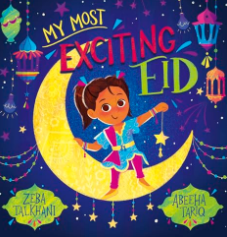 MY MOST
EXCITING
EID
ZEBA
TALKHANI
ABEEHA
TARIQ